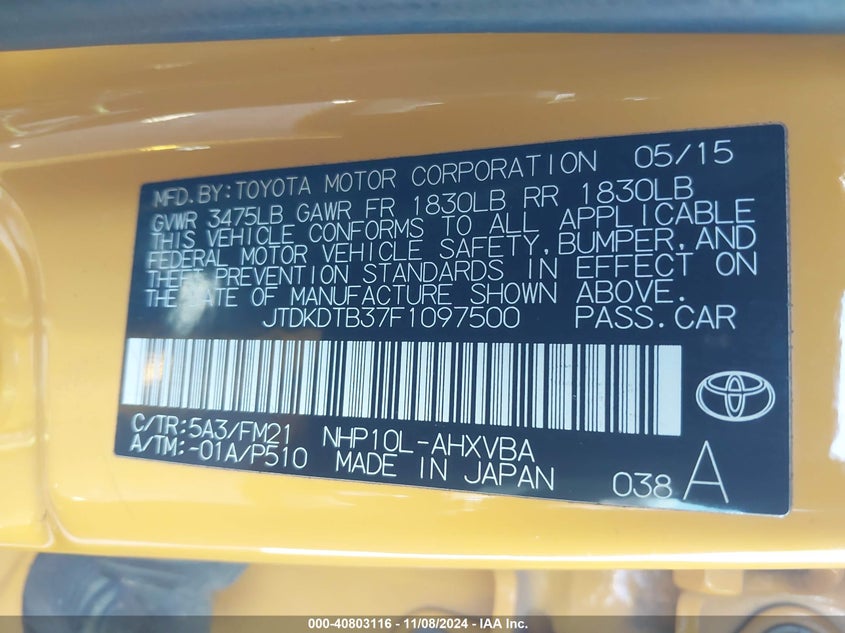 MFD.BY:TOYOTA MOTOR CORPORATION 05/15
GVWR 3475LB GAWR FR 1830LB RR 1830LB
THIS VEHICLE CONFORMS TO ALL APPLICABLE
FEDERAL MOTOR VEHICLE SAFETY,BUMPER,AND
THEFT PREVENTION STANDARDS IN EFFECT ON
THE DATE OF MANUFACTURE SHOWN ABOVE.
JTDKDTB37F1097500 PASS.CAR
C/TR:5A3/FM21 NHP10L-AHXVBA
A/TM:-01A/P510 MADE IN JAPAN 038 A
000-40803116 - 11/08/2024 - IAA Inc.